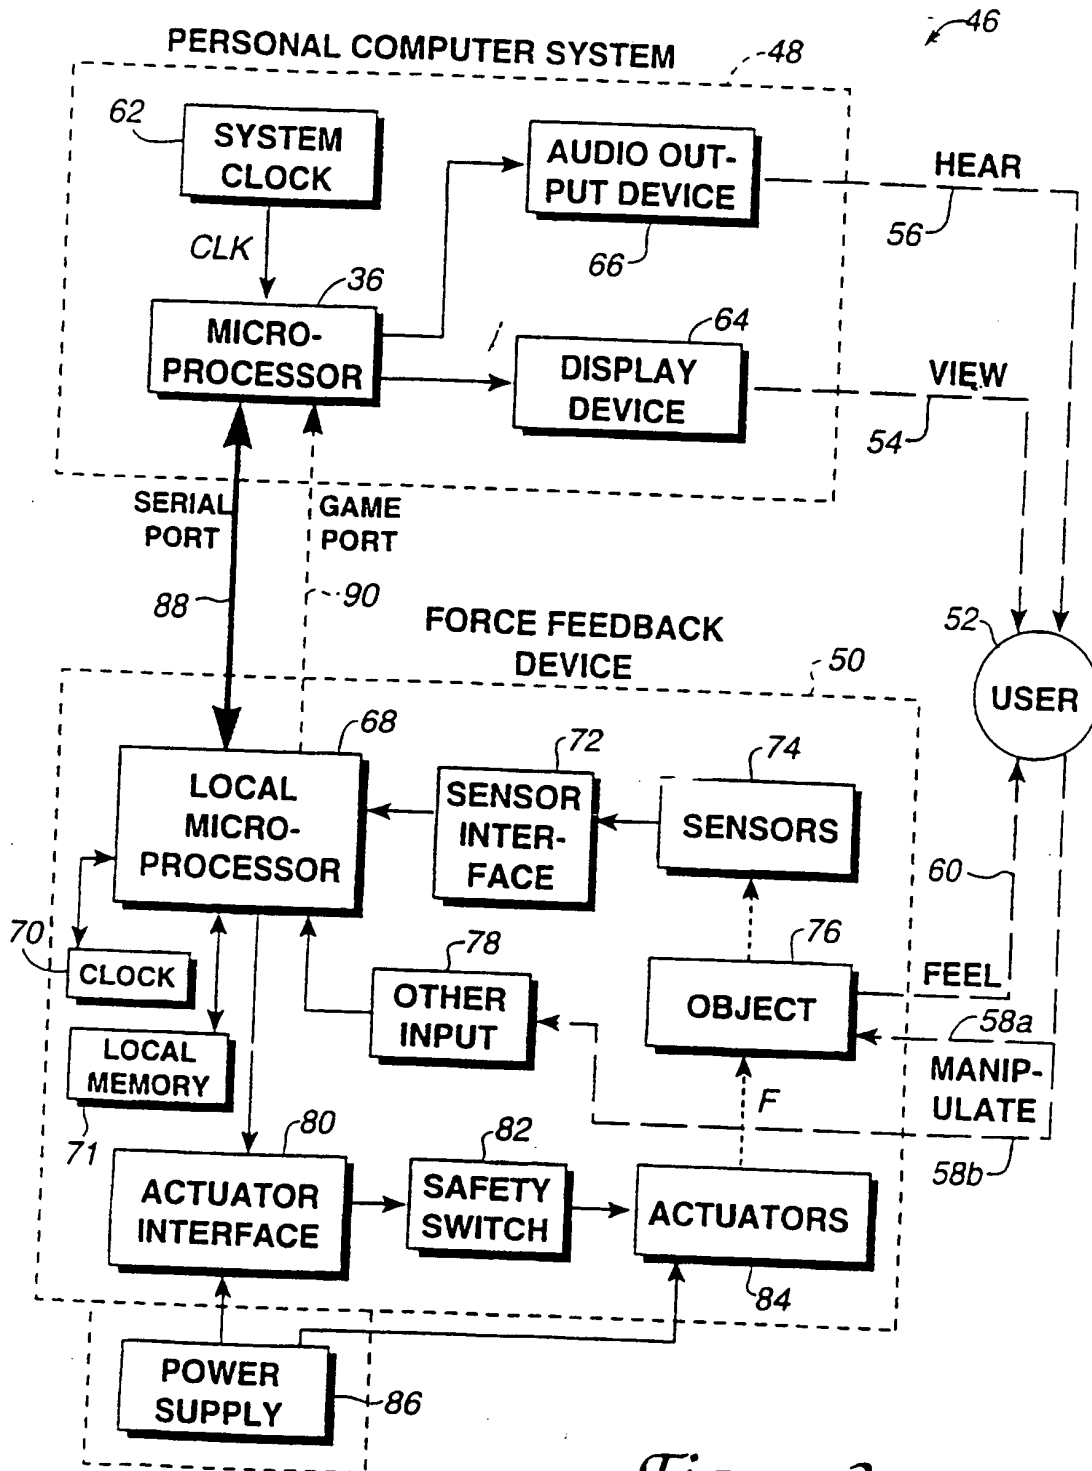 46
PERSONAL COMPUTER SYSTEM
48
62
SYSTEM
CLOCK
AUDIO OUT-
PUT DEVICE
HEAR
56
CLK
66
36
MICRO-
PROCESSOR
64
DISPLAY
DEVICE
VIEW
54
SERIAL
PORT
GAME
PORT
88
90
FORCE FEEDBACK
DEVICE
50
52
USER
68
LOCAL
MICRO-
PROCESSOR
72
SENSOR
INTER-
FACE
74
SENSORS
60
70
CLOCK
78
OTHER
INPUT
76
OBJECT
FEEL
58a
MANIP-
ULATE
58b
LOCAL
MEMORY
71
F
80
ACTUATOR
INTERFACE
82
SAFETY
SWITCH
ACTUATORS
84
POWER
SUPPLY
86